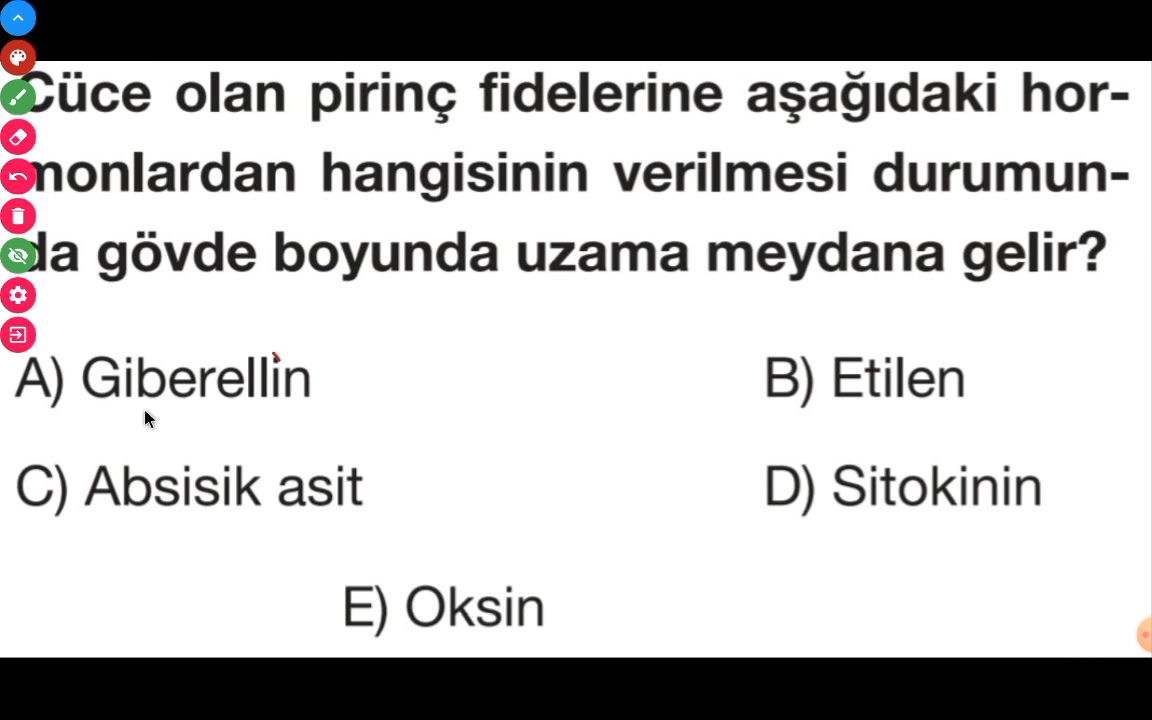 Cüce olan pirinç fidelerine aşağıdaki hor-
monlardan hangisinin verilmesi durumun-
da gövde boyunda uzama meydana gelir?
A) Giberellin
B) Etilen
C) Absisik asit
D) Sitokinin
E) Oksin